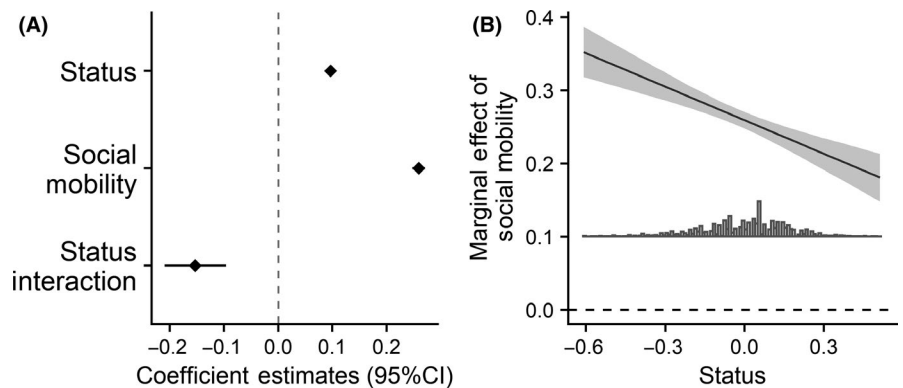 (A)
Status
Social
mobility
Status
interaction
−0.2
−0.1
0.0
0.1
0.2
Coefficient estimates (95%CI)
(B)
Marginal effect of
social mobility
0.4
0.3
0.2
0.1
0.0
−0.6
−0.3
0.0
0.3
Status